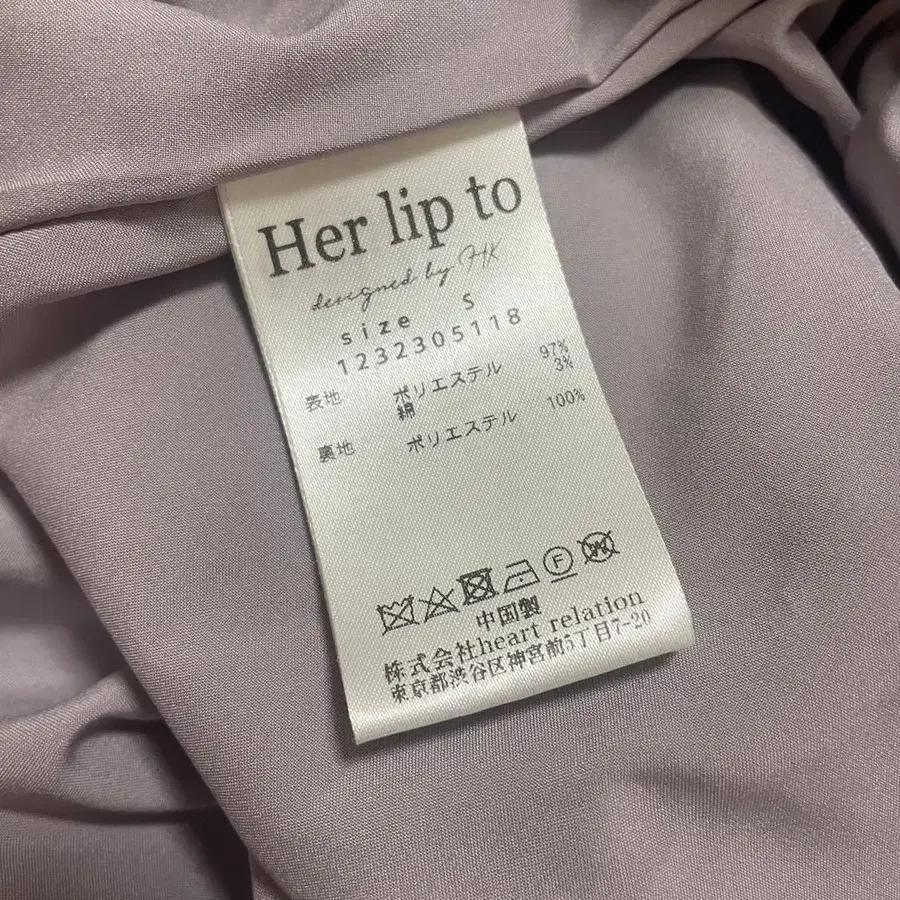 Her lip to
designed by HK
size S
1232305118
表地 ポリエステル 97%
綿 3%
裏地 ポリエステル 100%
F
W
中国製
株式会社heart relation
東京都渋谷区神宮前5丁目7-20